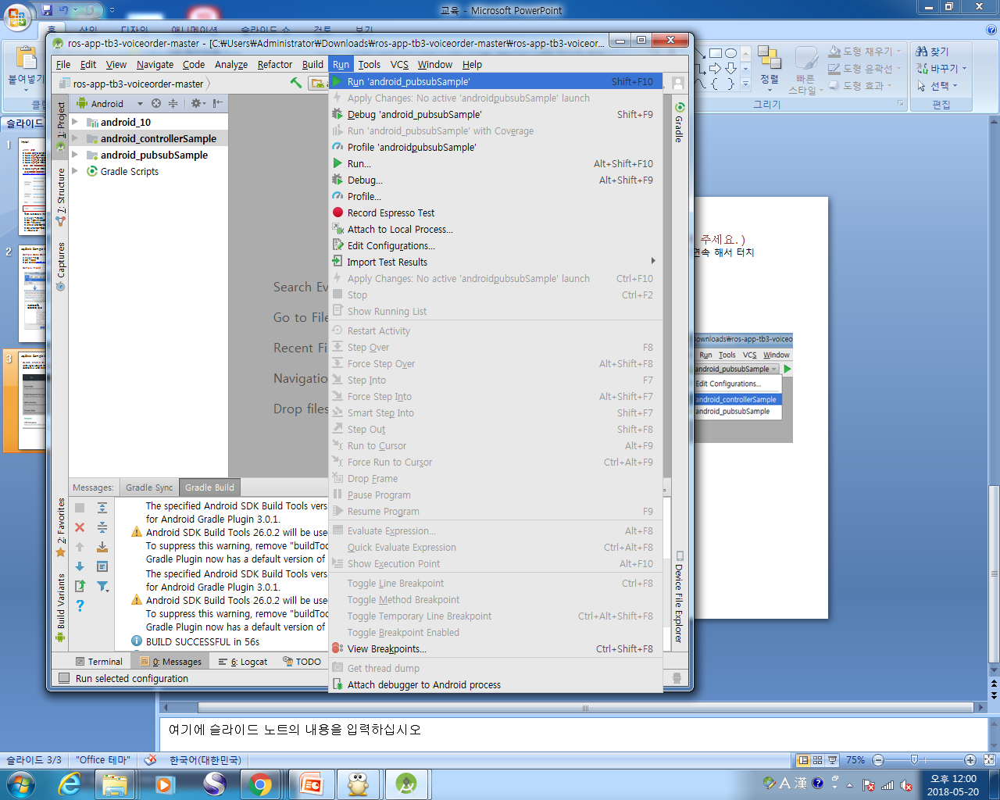 교육 - Microsoft PowerPoint
홈 삽입 디자인 애니메이션 슬라이드 쇼 검토 보기
붙여넣기
정렬
빠른
스타일
도형 채우기
도형 윤곽선
도형 효과
그리기
찾기
바꾸기
선택
편집
ros-app-tb3-voiceorder-master - [C:₩Users₩Administrator₩Downloads₩ros-app-tb3-voiceorder-master₩ros-app-tb3-voiceor...
File Edit View Navigate Code Analyze Refactor Build Run Tools VCS Window Help
ros-app-tb3-voiceorder-master
Android
android_10
android_controllerSample
android_pubsubSample
Gradle Scripts
1: Project
7: Structure
Captures
2: Favorites
Build Variants
Gradle
Device File Explorer
Go to File
Drop files
Run 'android_pubsubSample' Shift+F10
Apply Changes: No active 'androidpubsubSample' launch
Debug 'android_pubsubSample' Shift+F9
Run 'android_pubsubSample' with Coverage
Profile 'androidpubsubSample'
Run... Alt+Shift+F10
Debug... Alt+Shift+F9
Profile...
Record Espresso Test
Attach to Local Process...
Edit Configurations...
Import Test Results
Apply Changes: No active 'androidpubsubSample' launch Ctrl+F10
Stop Ctrl+F2
Show Running List
Restart Activity
Step Over F8
Force Step Over Alt+Shift+F8
Step Into F7
Force Step Into Alt+Shift+F7
Smart Step Into Shift+F7
Step Out Shift+F8
Run to Cursor Alt+F9
Force Run to Cursor Ctrl+Alt+F9
Drop Frame
Pause Program
Resume Program F9
Evaluate Expression... Alt+F8
Quick Evaluate Expression Ctrl+Alt+F8
Show Execution Point Alt+F10
Toggle Line Breakpoint Ctrl+F8
Toggle Method Breakpoint
Toggle Temporary Line Breakpoint Ctrl+Alt+Shift+F8
Toggle Breakpoint Enabled
View Breakpoints... Ctrl+Shift+F8
Get thread dump
Attach debugger to Android process
Messages: Gradle Sync Gradle Build
The specified Android SDK Build Tools vers
for Android Gradle Plugin 3.0.1.
Android SDK Build Tools 26.0.2 will be use
To suppress this warning, remove "buildToo
Gradle Plugin now has a default version of
The specified Android SDK Build Tools vers
for Android Gradle Plugin 3.0.1.
Android SDK Build Tools 26.0.2 will be use
To suppress this warning, remove "buildToo
Gradle Plugin now has a default version of
BUILD SUCCESSFUL in 56s
Terminal 0: Messages 6: Logcat TODO
Run selected configuration
주세요. )
연속 해서 터치
ownloads₩ros-app-tb3-voiceo
Run Tools VCS Window
android_pubsubSample
Edit Configurations...
android_controllerSample
android_pubsubSample
1
2
3
여기에 슬라이드 노트의 내용을 입력하십시오
슬라이드 3/3 "Office 테마" 한국어(대한민국) 75%
A 漢
오후 12:00
2018-05-20